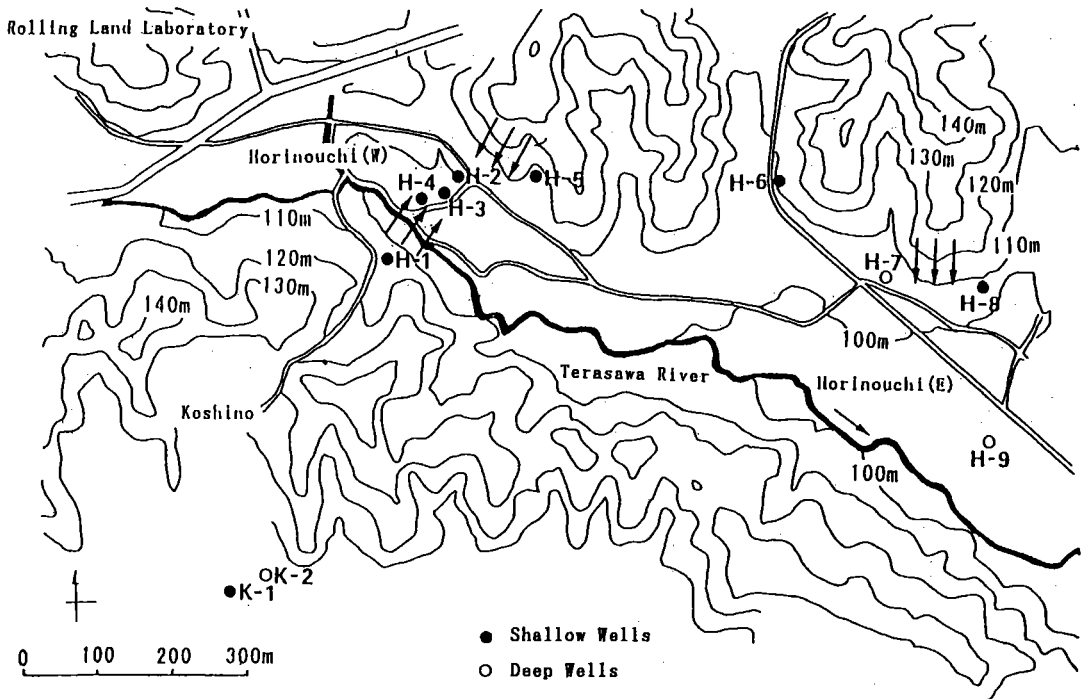 Rolling Land Laboratory
140m
130m
Horinouchi(W)
H-2
H-5
H-6
120m
H-4
H-3
110m
110m
120m
H-1
H-7
130m
H-8
140m
100m
Terasawa River
Horinouchi(E)
Koshino
H-9
100m
K-2
K-1
Shallow Wells
0 100 200 300m
Deep Wells